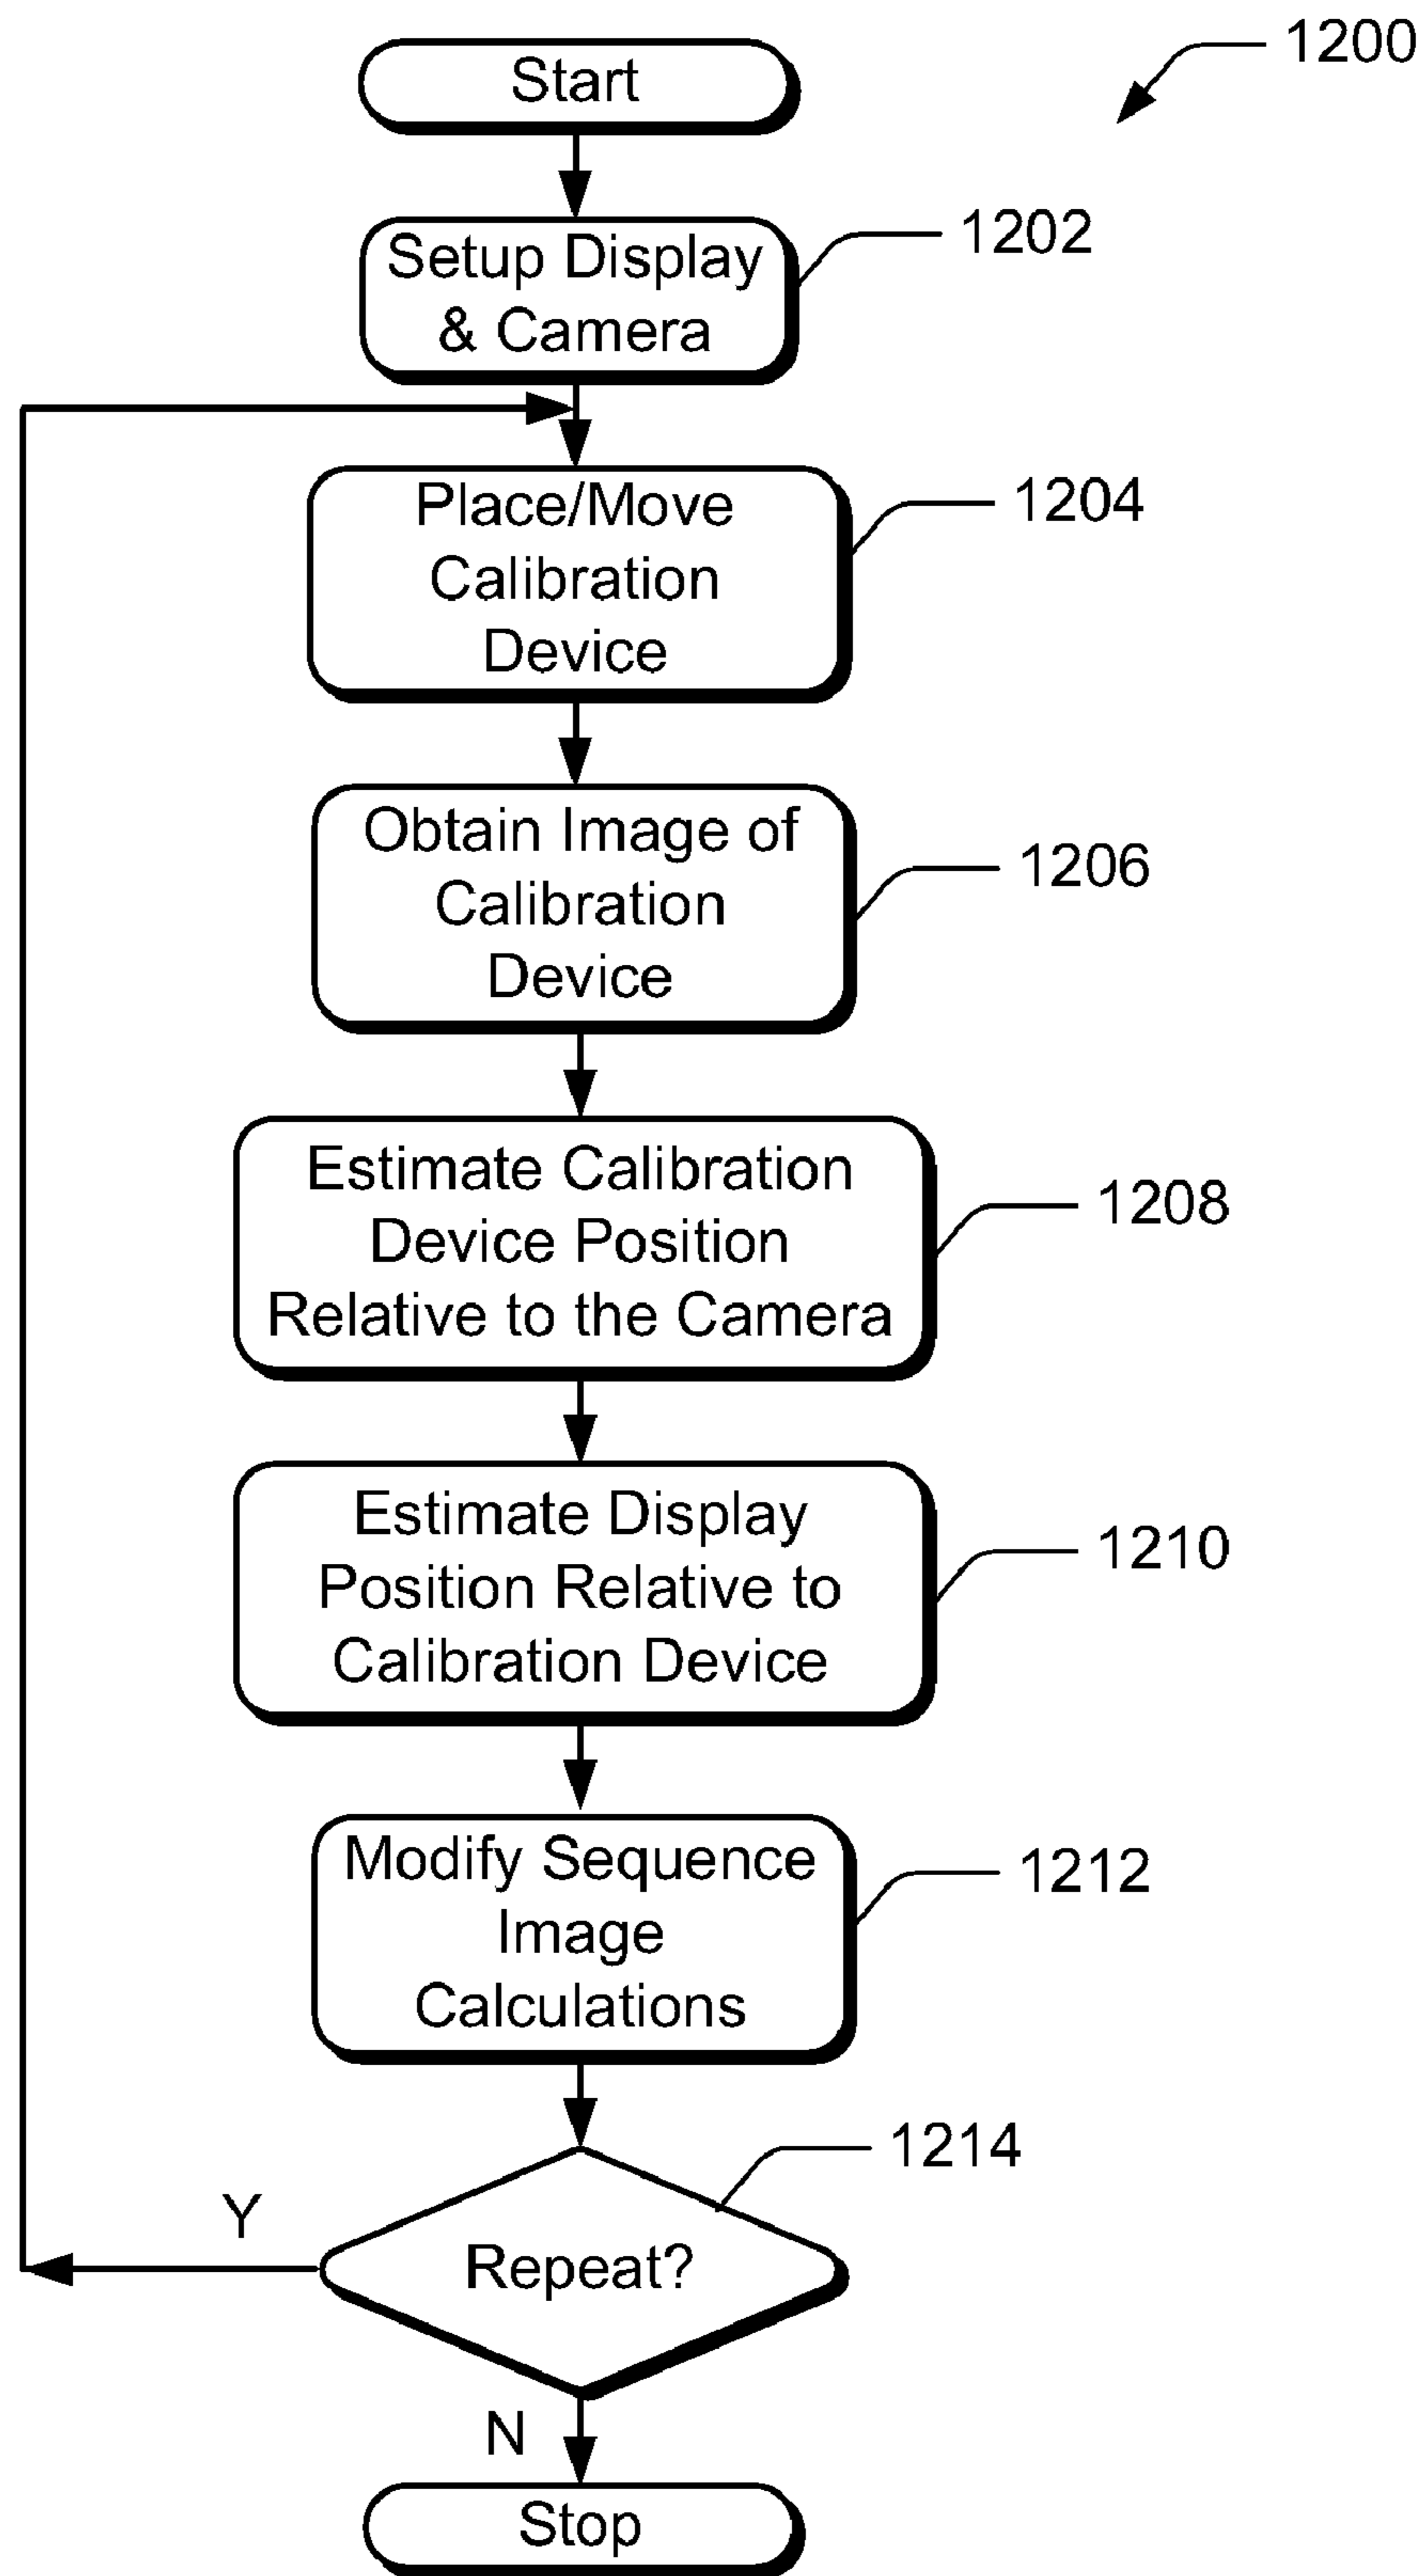 1200
Start
Setup Display
& Camera
1202
Place/Move
Calibration
Device
1204
Obtain Image of
Calibration
Device
1206
Estimate Calibration
Device Position
Relative to the Camera
1208
Estimate Display
Position Relative to
Calibration Device
1210
Modify Sequence
Image
Calculations
1212
1214
Y
Repeat?
N
Stop